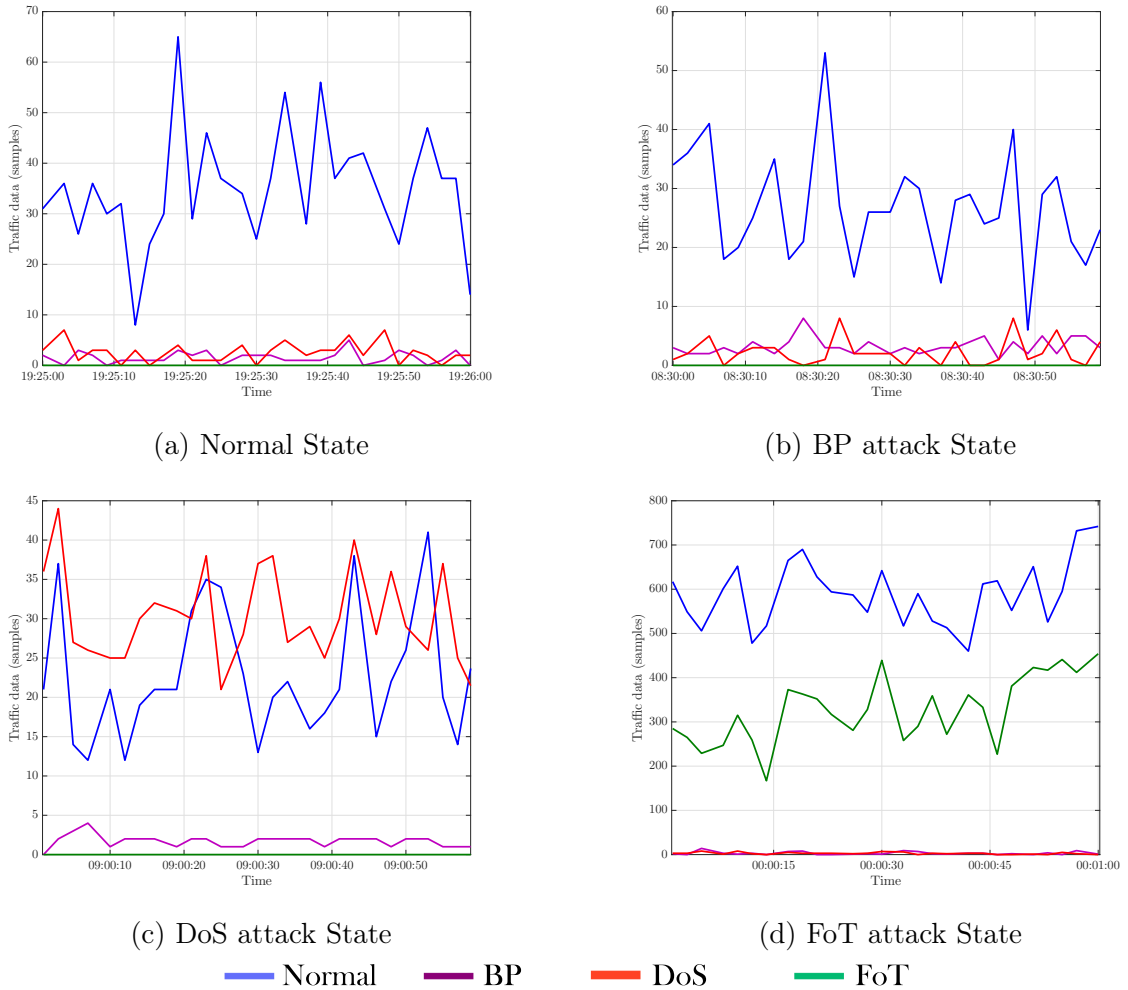 70
60
50
40
30
20
10
0
Traffic data (samples)
19:25:00 19:25:10 19:25:20 19:25:30 19:25:40 19:25:50 19:26:00
Time
(a) Normal State
60
50
40
30
20
10
0
Traffic data (samples)
08:30:00 08:30:10 08:30:20 08:30:30 08:30:40 08:30:50
Time
(b) BP attack State
45
40
35
30
25
20
15
10
5
0
Traffic data (samples)
09:00:10 09:00:20 09:00:30 09:00:40 09:00:50
Time
(c) DoS attack State
800
700
600
500
400
300
200
100
0
Traffic data (samples)
00:00:15 00:00:30 00:00:45 00:01:00
Time
(d) FoT attack State
Normal BP DoS FoT